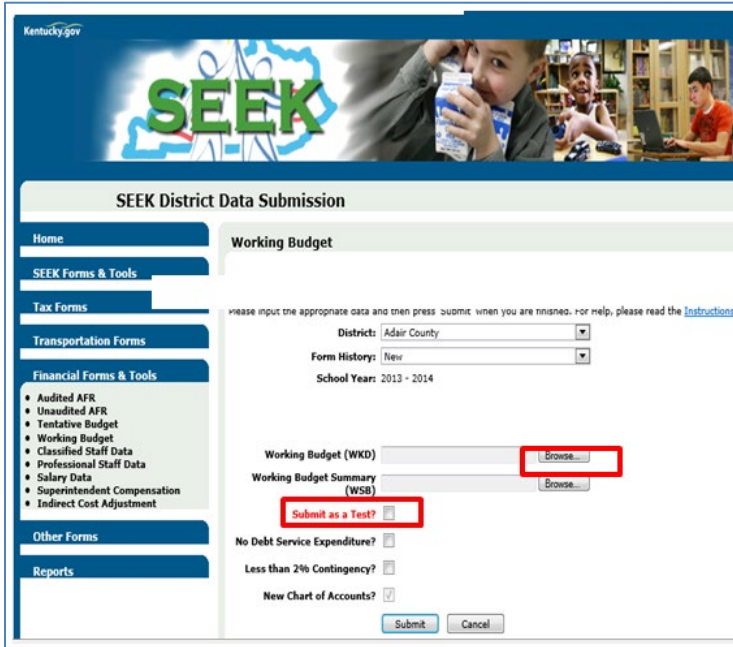 Kentucky.gov
SEEK
SEEK District Data Submission
Home
SEEK Forms & Tools
Tax Forms
Transportation Forms
Financial Forms & Tools
• Audited AFR
• Unaudited AFR
• Tentative Budget
• Working Budget
• Classified Staff Data
• Professional Staff Data
• Salary Data
• Superintendent Compensation
• Indirect Cost Adjustment
Other Forms
Reports
Working Budget
Please input the appropriate data and then press 'Submit' when you are finished. For Help, please read the Instructions
District: Adair County
Form History: New
School Year: 2013 - 2014
Working Budget (WKD) Browse...
Working Budget Summary
(WSB) Browse...
Submit as a Test?
No Debt Service Expenditure?
Less than 2% Contingency?
New Chart of Accounts?
Submit Cancel